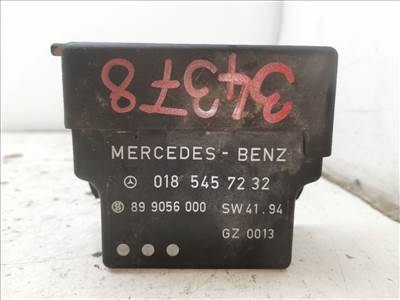 34378
MERCEDES-BENZ
018 545 72 32
89 9056 000 SW41.94
GZ 0013